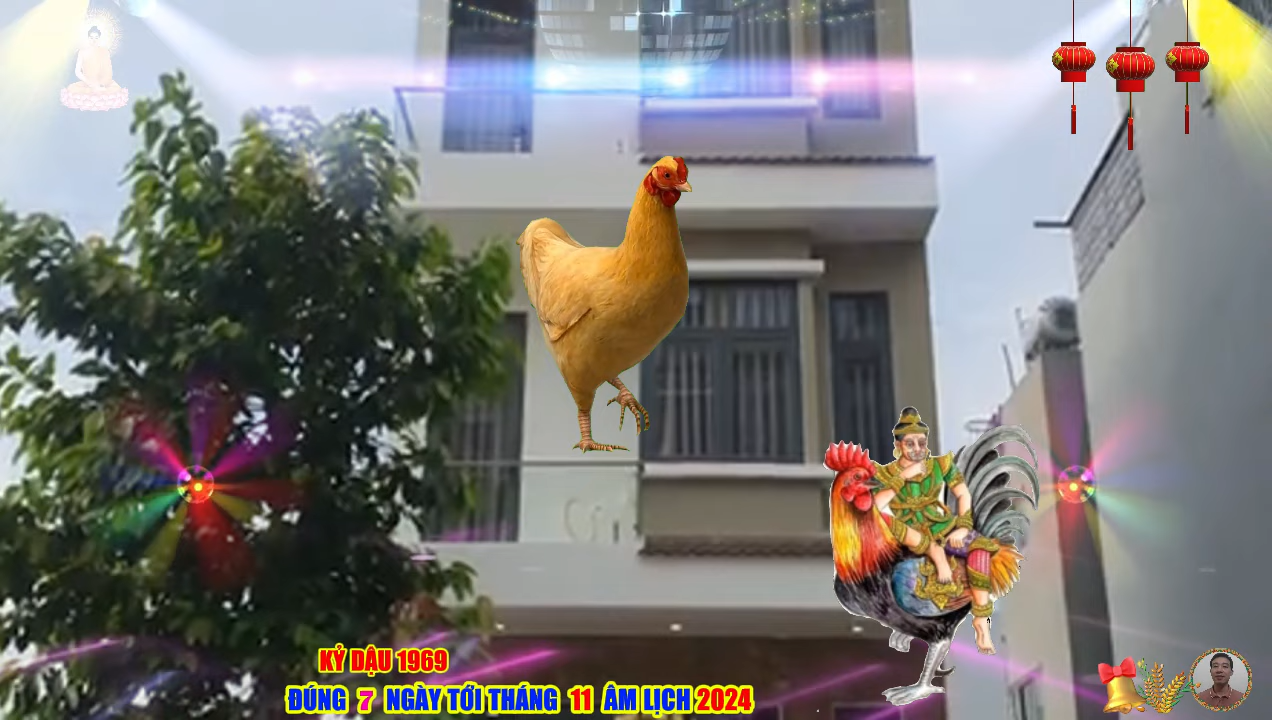 KỶ DẬU 1969
ĐÚNG 7 NGÀY TỚI THÁNG 11 ÂM LỊCH 2024